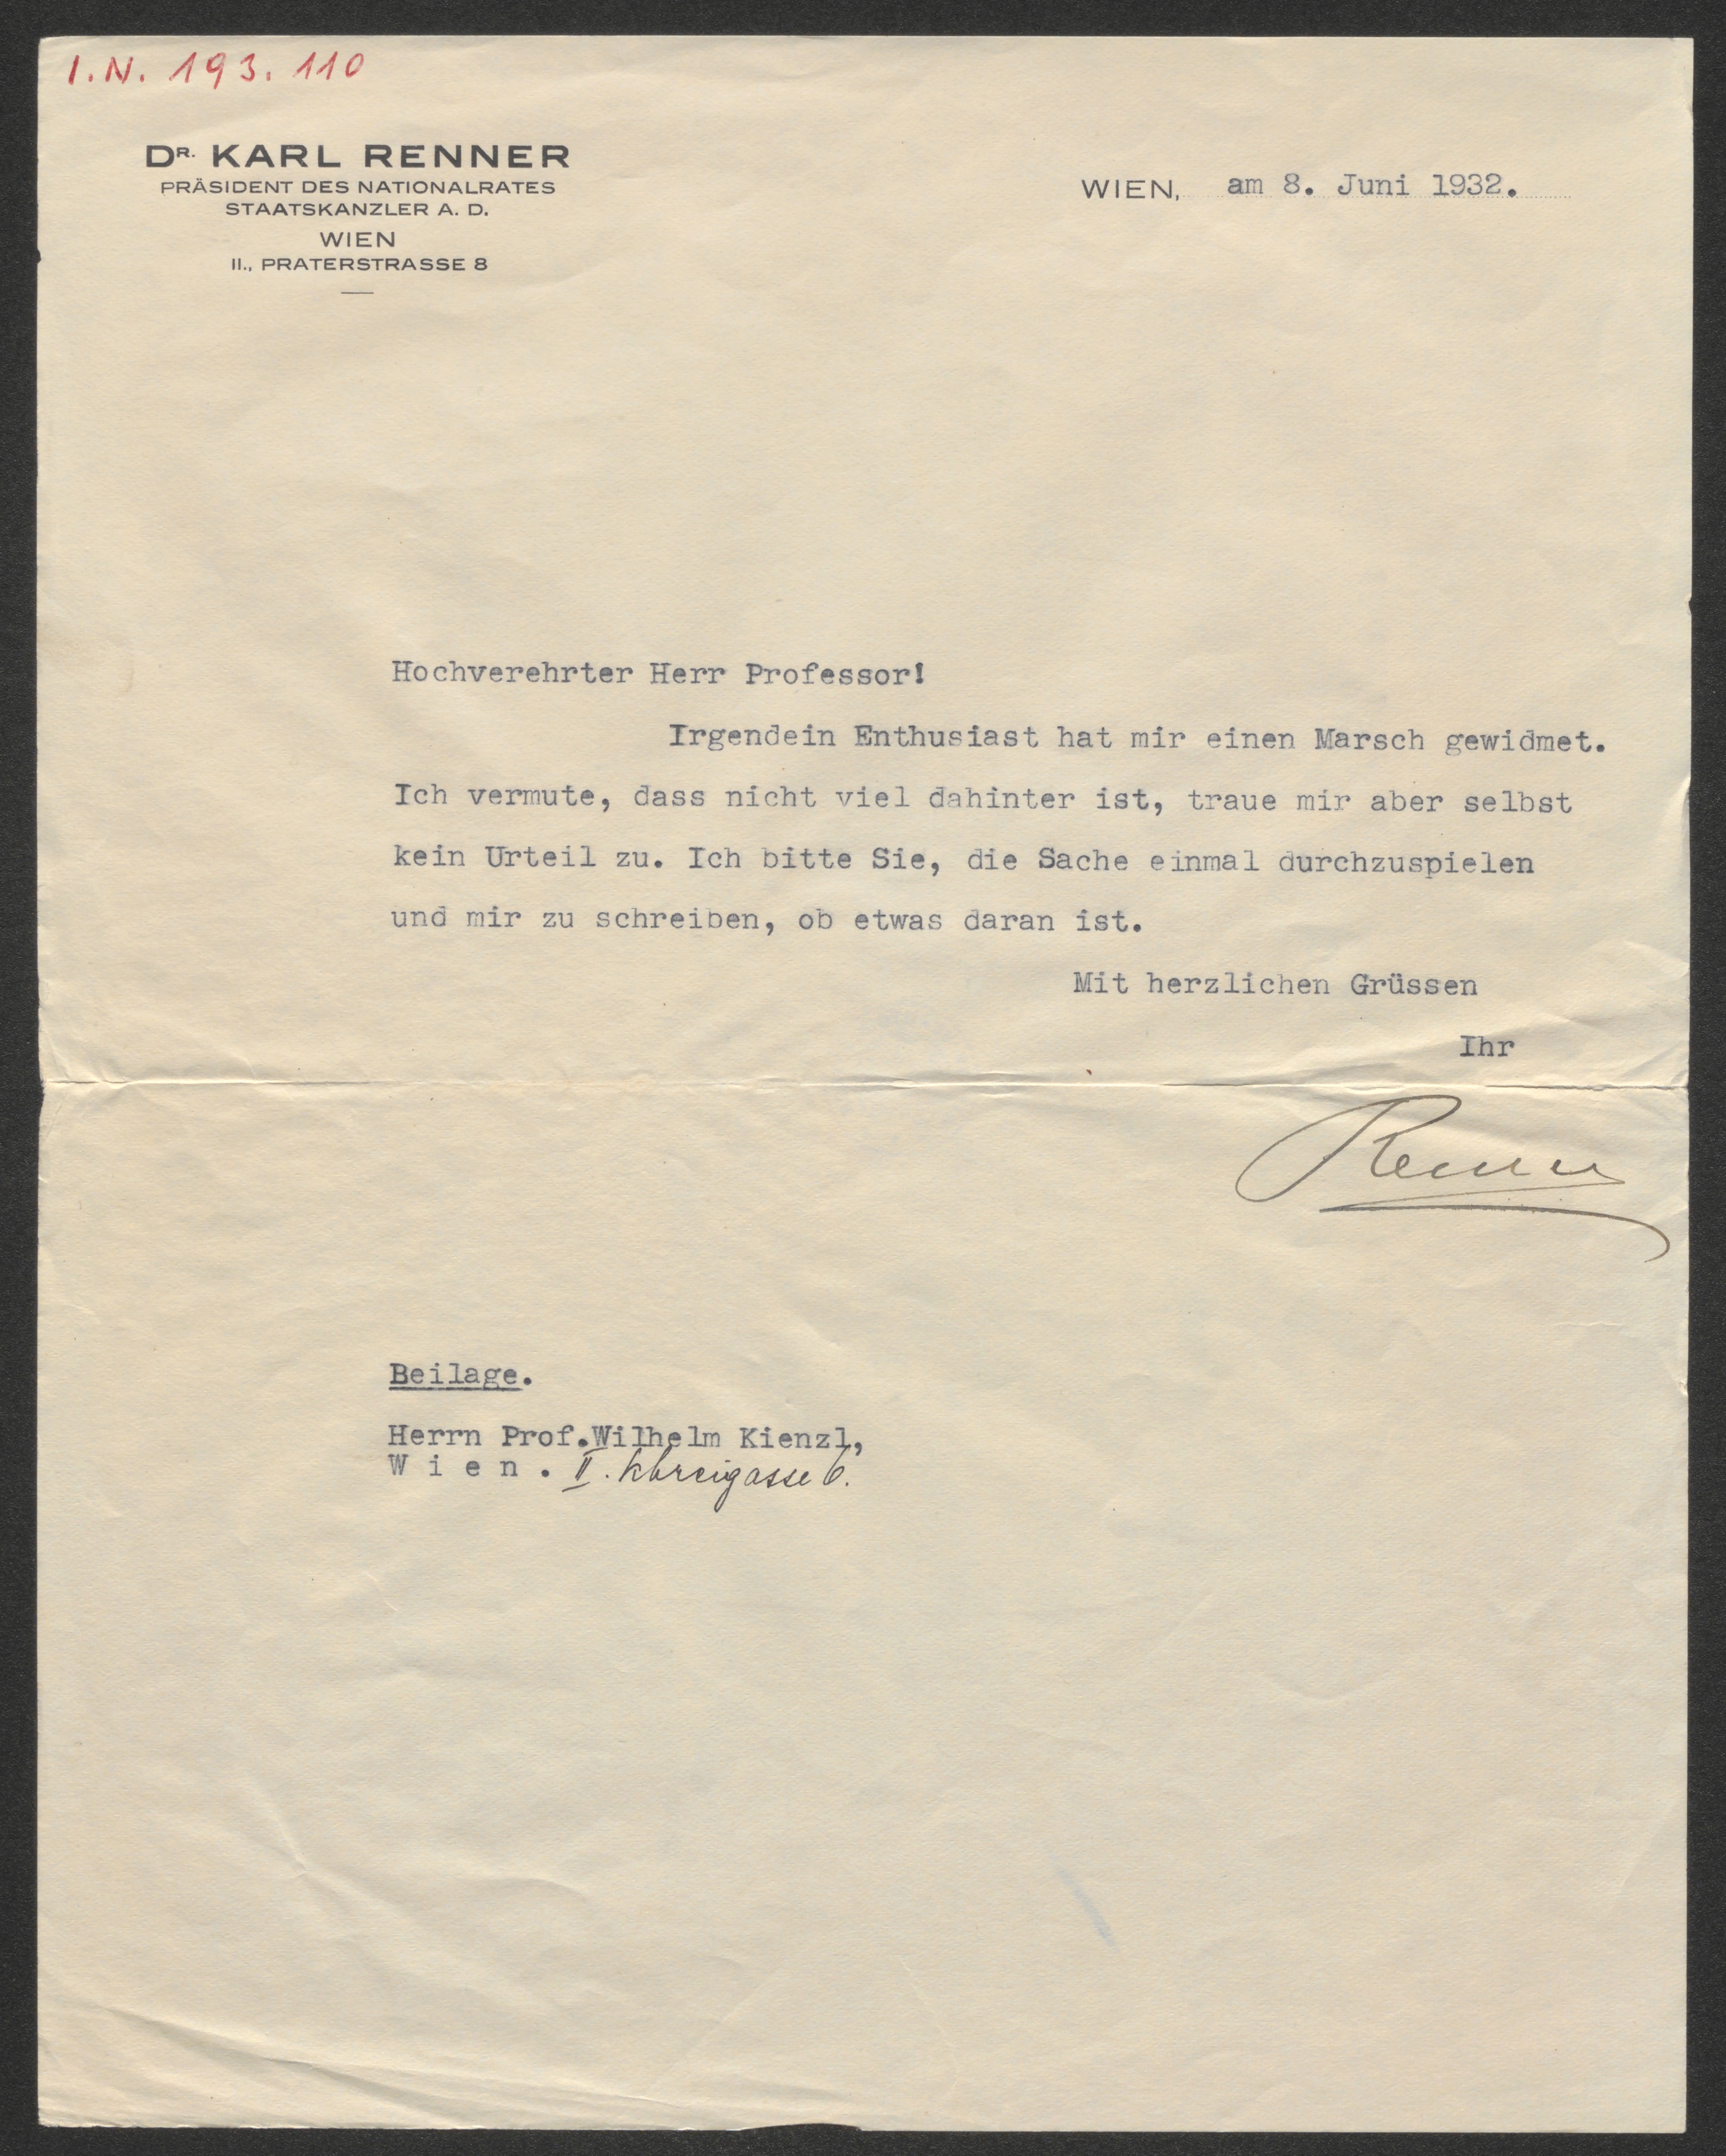 I.N. 193.110
DR. KARL RENNER
PRÄSIDENT DES NATIONALRATES
STAATSKANZLER A. D.
WIEN
II., PRATERSTRASSE 8
WIEN, am 8. Juni 1932.
Hochverehrter Herr Professor!
Irgendein Enthusiast hat mir einen Marsch gewidmet.
Ich vermute, dass nicht viel dahinter ist, traue mir aber selbst
kein Urteil zu. Ich bitte Sie, die Sache einmal durchzuspielen
und mir zu schreiben, ob etwas daran ist.
Mit herzlichen Grüssen
Ihr
Renner
Beilage.
Herrn Prof.Wilhelm Kienzl,
W i e n . II. 6.